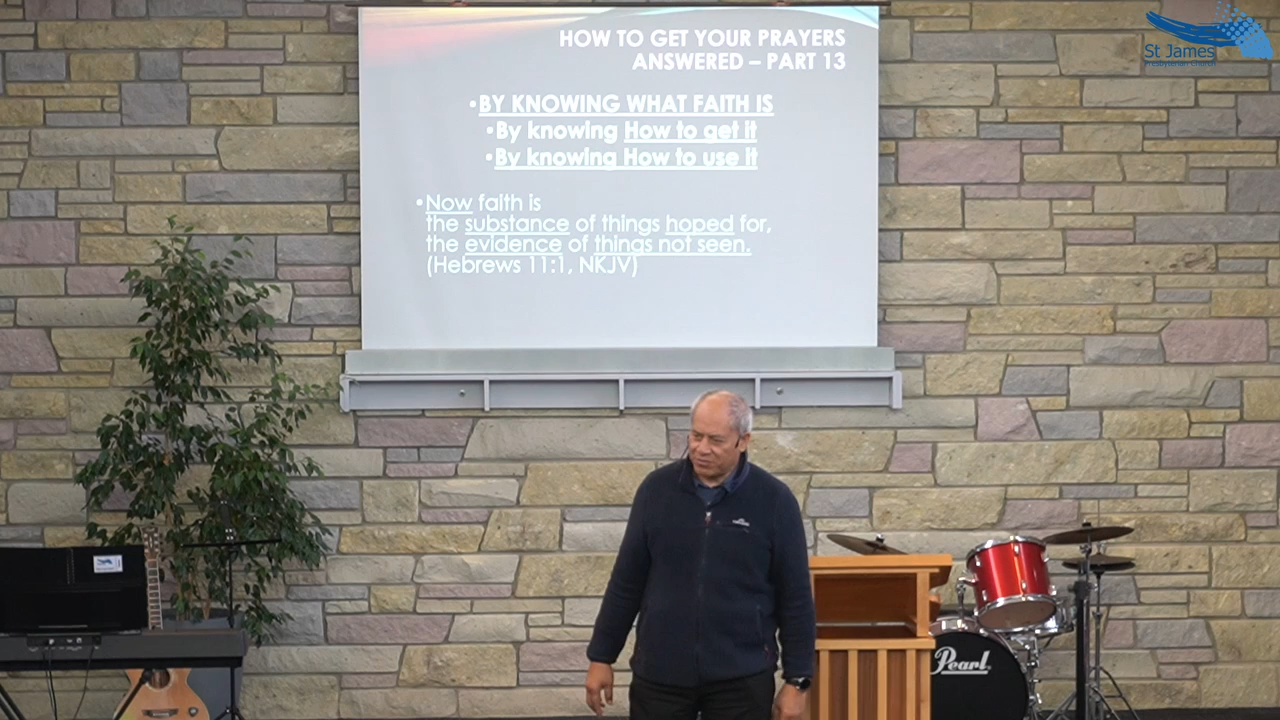 HOW TO GET YOUR PRAYERS
ANSWERED – PART 13
•BY KNOWING WHAT FAITH IS
•By knowing How to get it
•By knowing How to use it
•Now faith is
the substance of things hoped for,
the evidence of things not seen.
(Hebrews 11:1, NKJV)
St James
Presbyterian Church
Pearl